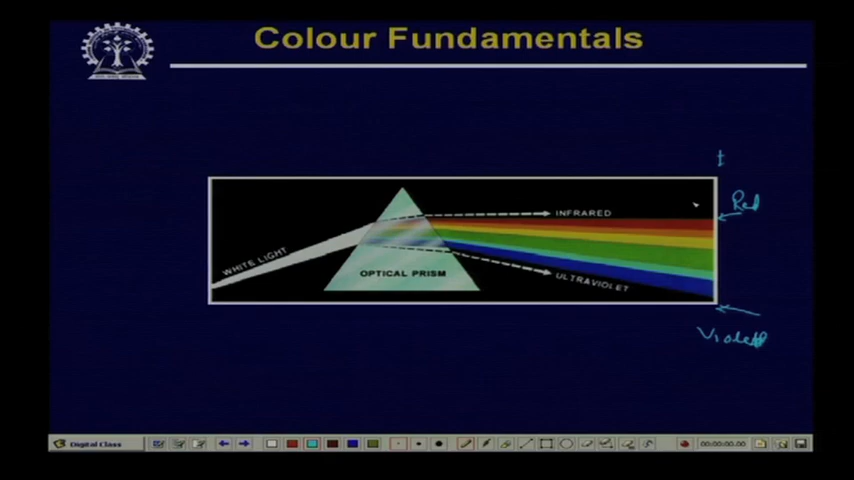 Colour Fundamentals
INFRARED
Red
WHITE LIGHT
OPTICAL PRISM
ULTRAVIOLET
Violet
Digital Class
00:00:00.00